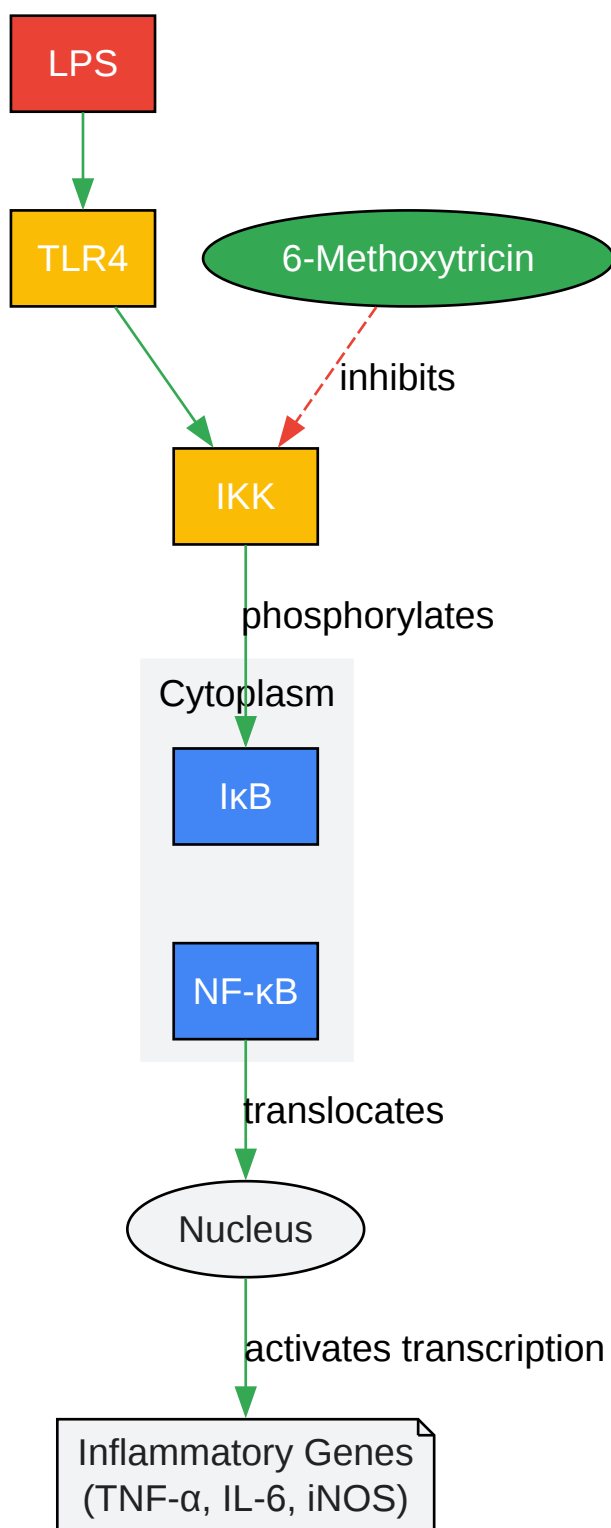 LPS
TLR4
6-Methoxytricin
inhibits
IKK
phosphorylates
Cytoplasm
IκB
NF-κB
translocates
Nucleus
activates transcription
Inflammatory Genes
(TNF-α, IL-6, iNOS)